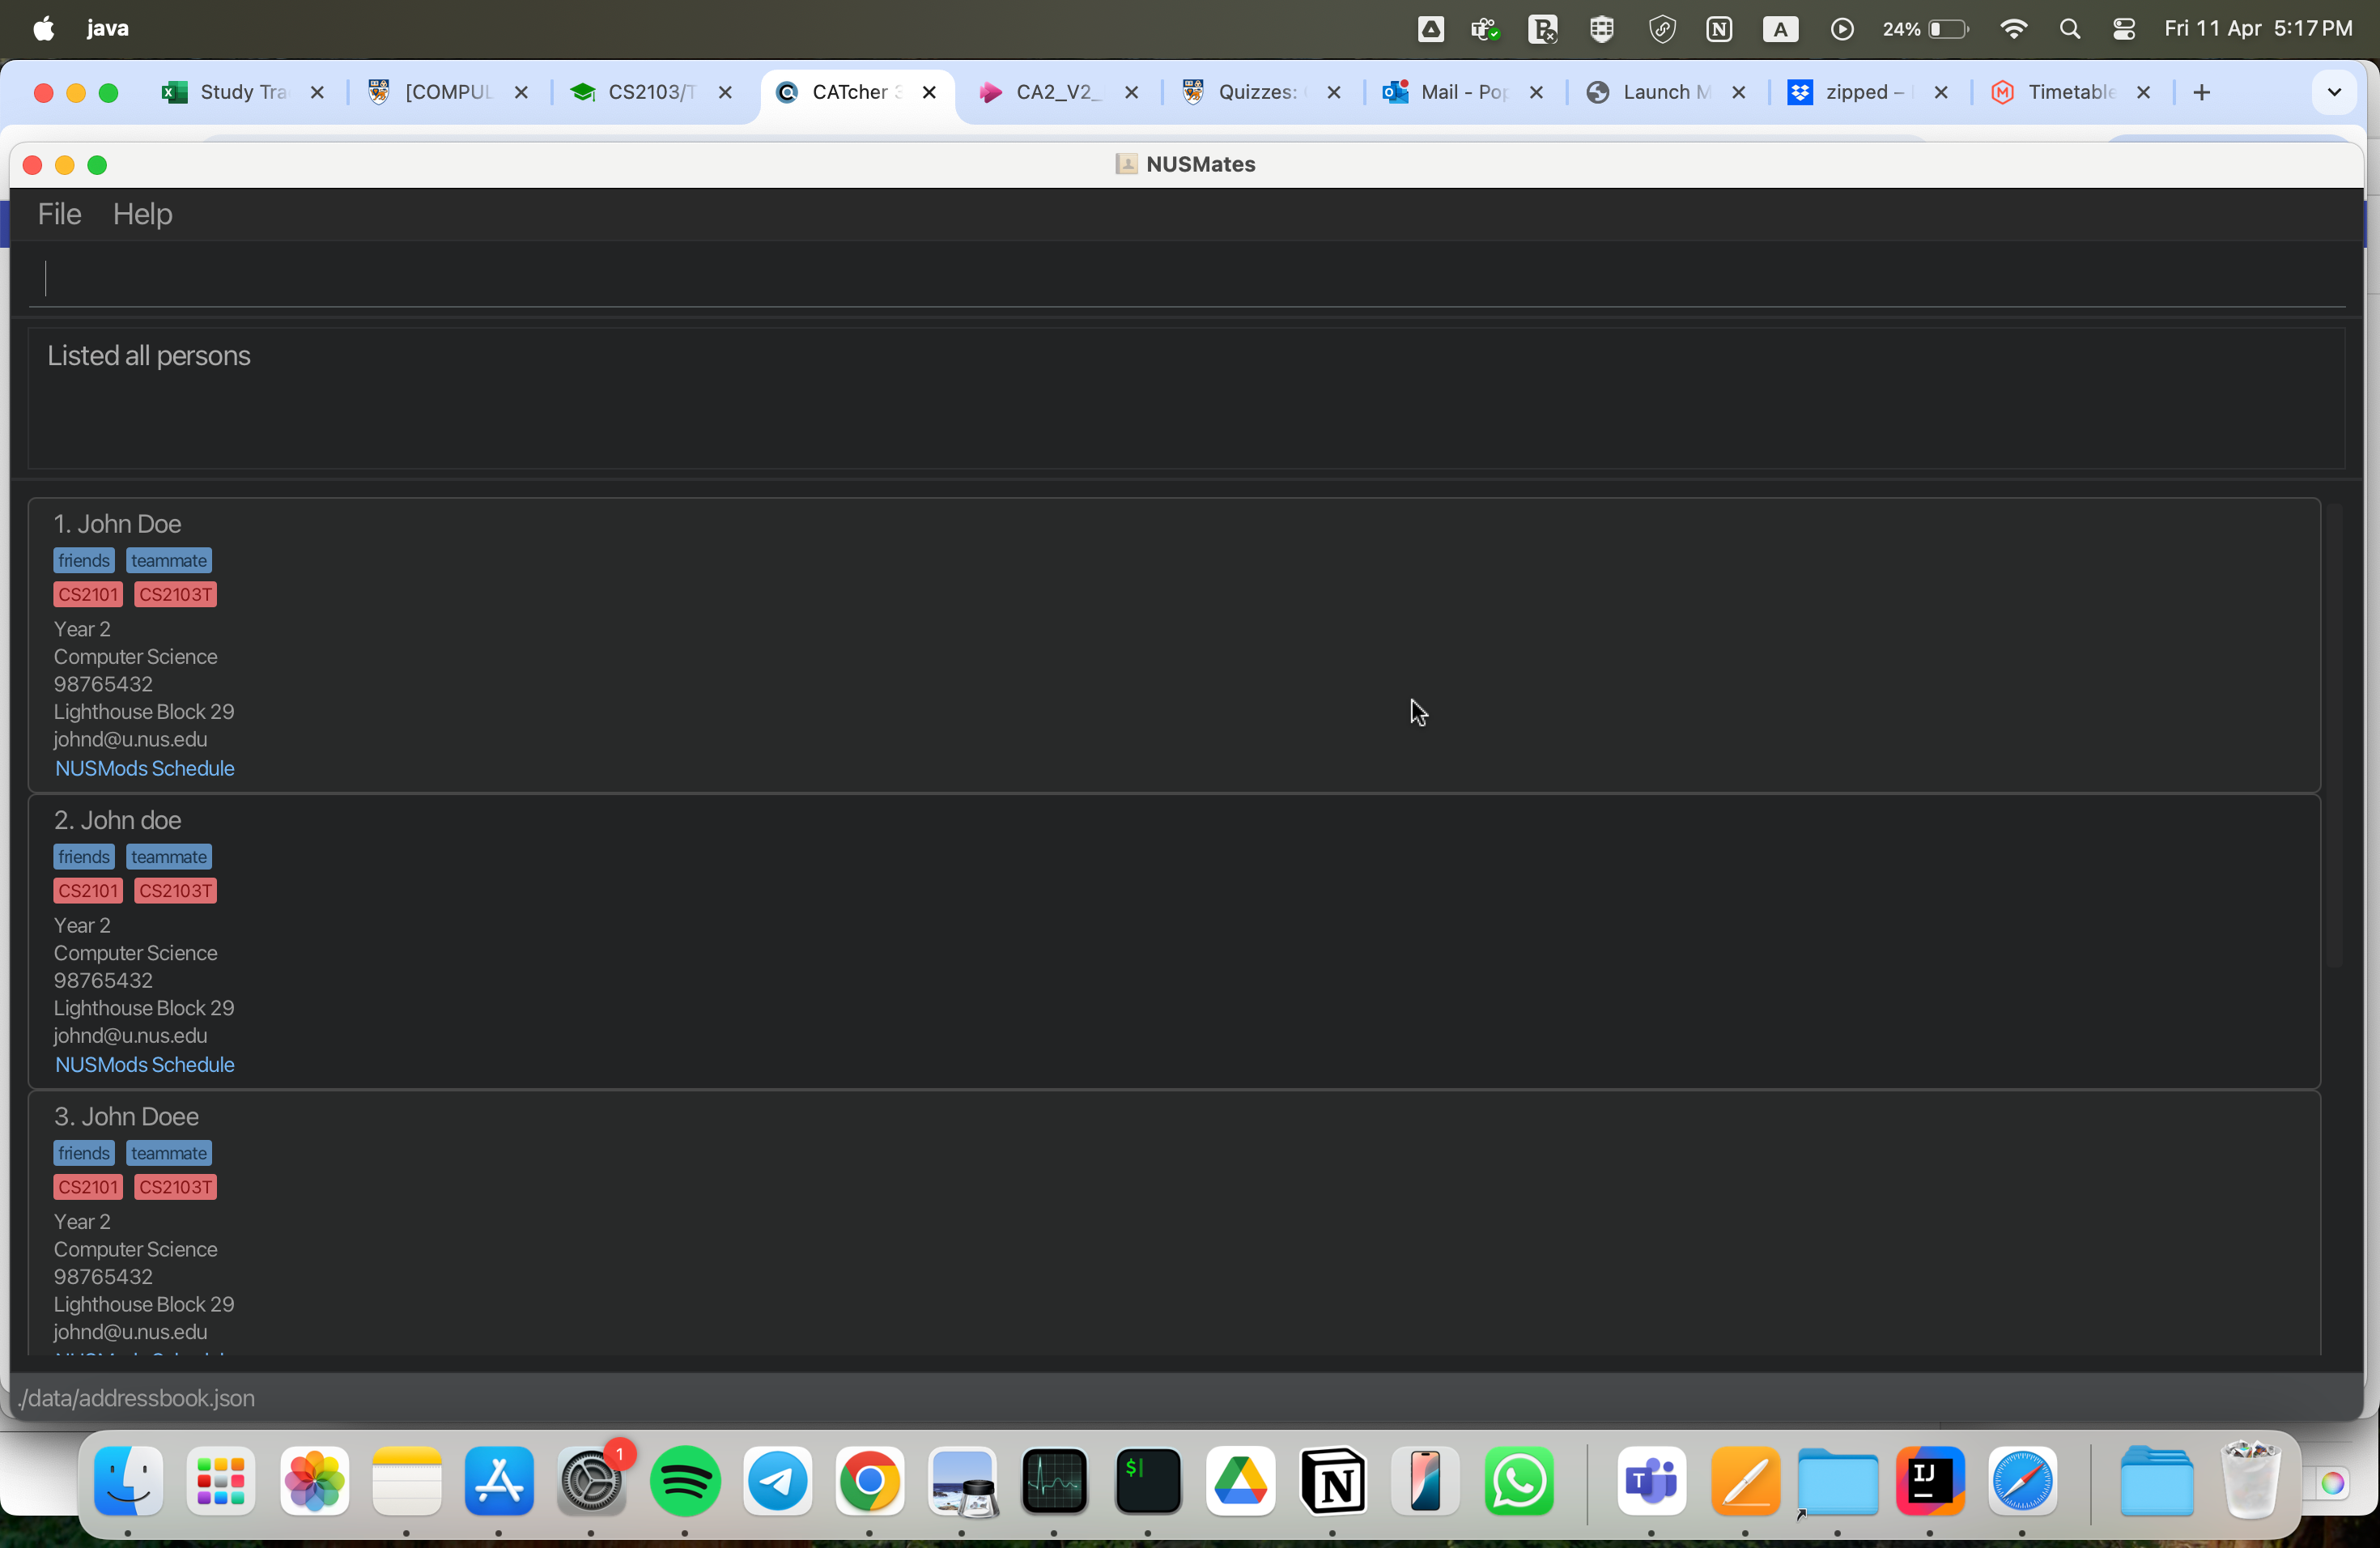 java
24%
Fri 11 Apr 5:17 PM
Study Tra
[COMPUL
CS2103/T
CATcher
CA2_V2_
Quizzes:
Mail - Pop
Launch M
zipped –
Timetable
NUSMates
File Help
Listed all persons
1. John Doe
friends teammate
CS2101 CS2103T
Year 2
Computer Science
98765432
Lighthouse Block 29
johnd@u.nus.edu
NUSMods Schedule
2. John doe
friends teammate
CS2101 CS2103T
Year 2
Computer Science
98765432
Lighthouse Block 29
johnd@u.nus.edu
NUSMods Schedule
3. John Doee
friends teammate
CS2101 CS2103T
Year 2
Computer Science
98765432
Lighthouse Block 29
johnd@u.nus.edu
./data/addressbook.json
1